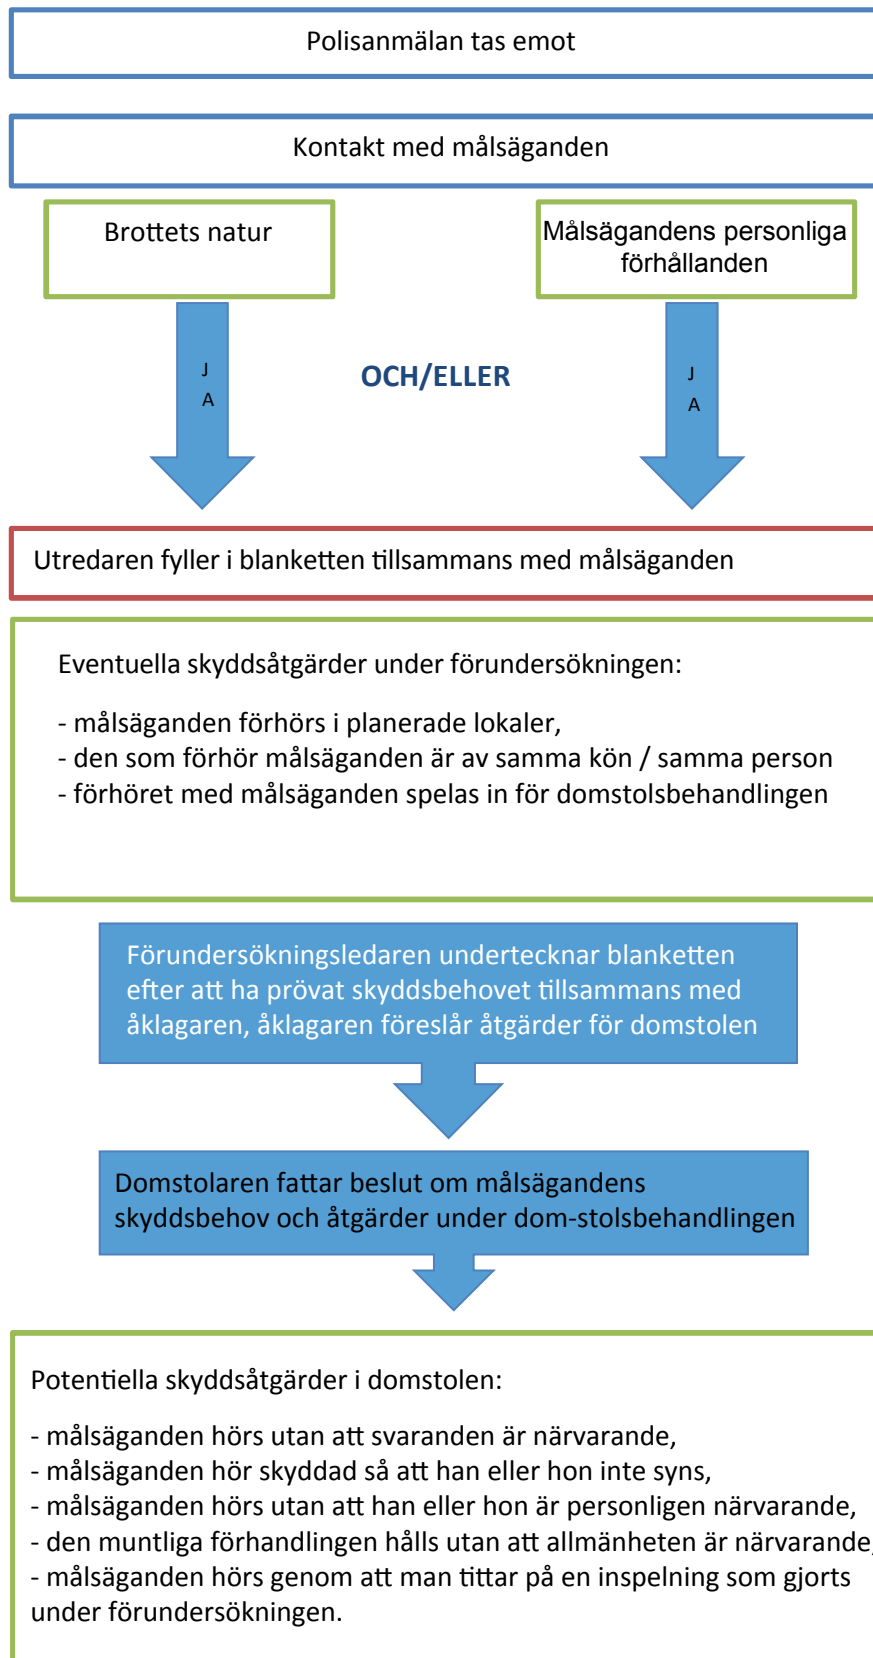 Polisanmälan tas emot
Kontakt med målsäganden
Brottets natur
Målsägandens personliga
förhållanden
J
A
OCH/ELLER
J
A
Utredaren fyller i blanketten tillsammans med målsäganden
Eventuella skyddsåtgärder under förundersökningen:
- målsäganden förhörs i planerade lokaler,
- den som förhör målsäganden är av samma kön / samma person
- förhöret med målsäganden spelas in för domstolsbehandlingen
Förundersökningsledaren undertecknar blanketten
efter att ha prövat skyddsbehovet tillsammans med
åklagaren, åklagaren föreslår åtgärder för domstolen
Domstolaren fattar beslut om målsägandens
skyddsbehov och åtgärder under dom-stolsbehandlingen
Potentiella skyddsåtgärder i domstolen:
- målsäganden hörs utan att svaranden är närvarande,
- målsäganden hör skyddad så att han eller hon inte syns,
- målsäganden hörs utan att han eller hon är personligen närvarande,
- den muntliga förhandlingen hålls utan att allmänheten är närvarande,
- målsäganden hörs genom att man tittar på en inspelning som gjorts
under förundersökningen.